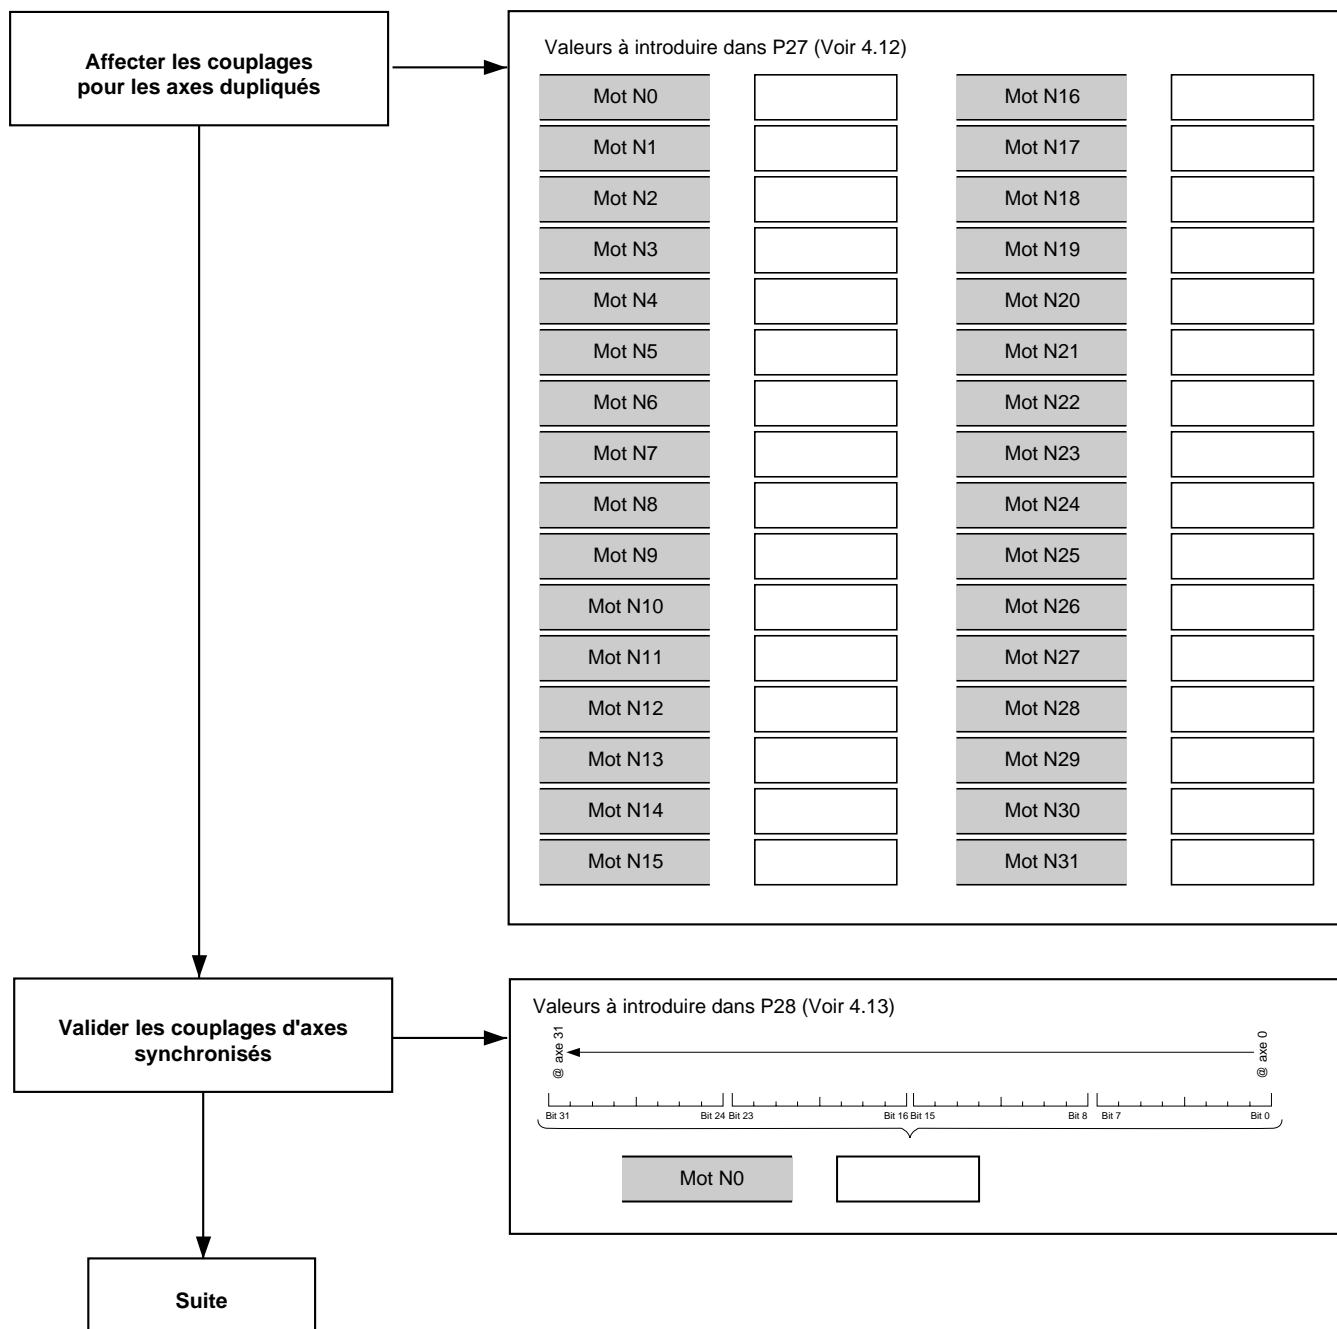 Affecter les couplages
pour les axes dupliqués
Valeurs à introduire dans P27 (Voir 4.12)
Mot N0 Mot N16
Mot N1 Mot N17
Mot N2 Mot N18
Mot N3 Mot N19
Mot N4 Mot N20
Mot N5 Mot N21
Mot N6 Mot N22
Mot N7 Mot N23
Mot N8 Mot N24
Mot N9 Mot N25
Mot N10 Mot N26
Mot N11 Mot N27
Mot N12 Mot N28
Mot N13 Mot N29
Mot N14 Mot N30
Mot N15 Mot N31
Valider les couplages d'axes
synchronisés
Valeurs à introduire dans P28 (Voir 4.13)
@ axe 31 @ axe 0
Bit 31 Bit 24 Bit 23 Bit 16 Bit 15 Bit 8 Bit 7 Bit 0
Mot N0
Suite